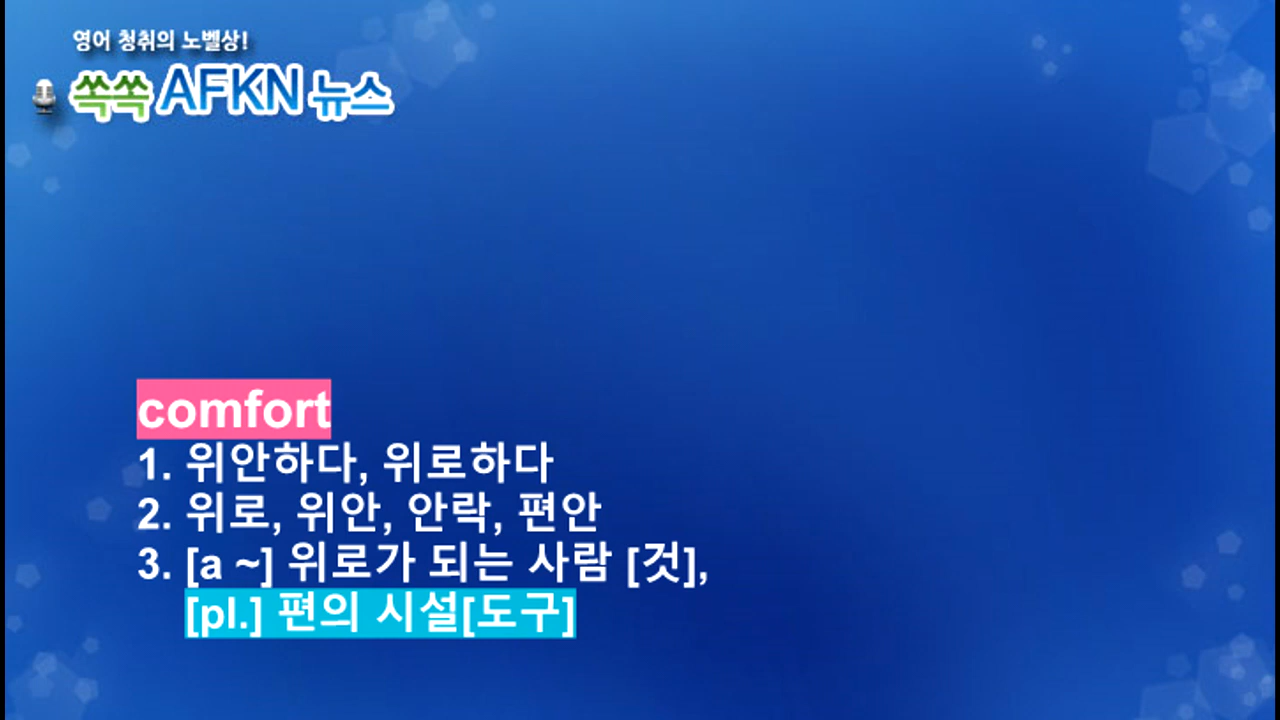 영어 청취의 노벨상!
쏙쏙 AFKN 뉴스
comfort
1. 위안하다, 위로하다
2. 위로, 위안, 안락, 편안
3. [a ~] 위로가 되는 사람 [것],
[pl.] 편의 시설[도구]